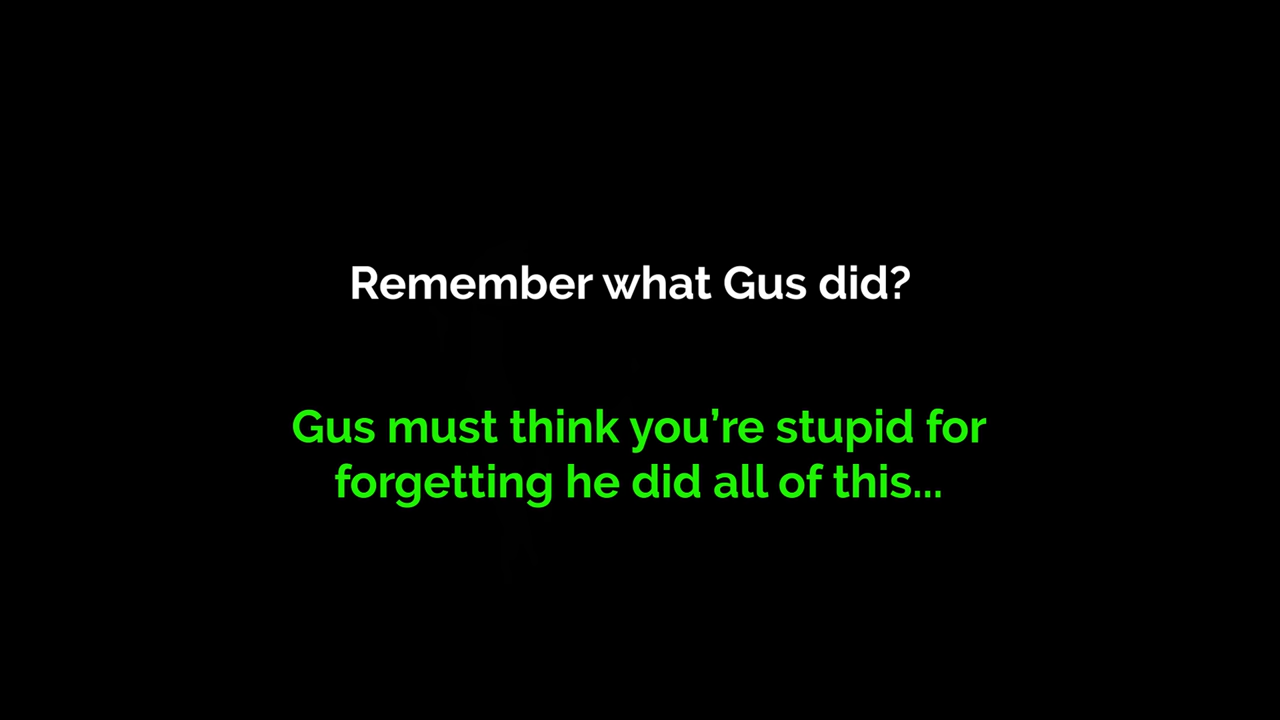 Remember what Gus did?
Gus must think you’re stupid for
forgetting he did all of this...